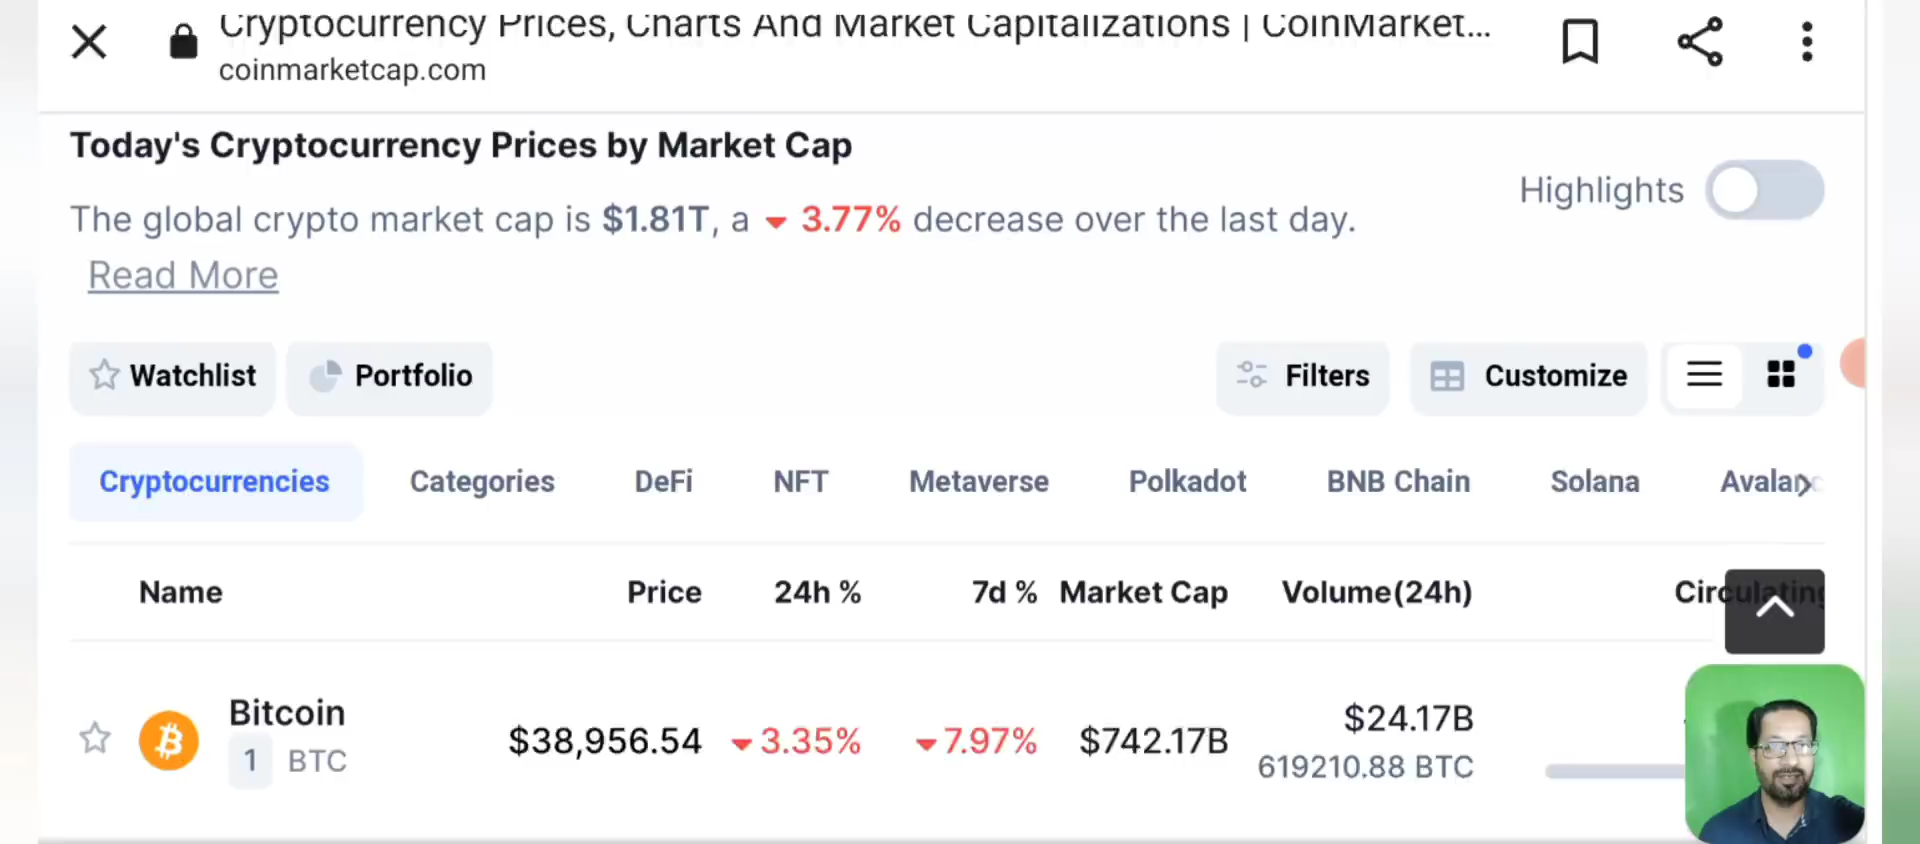 Cryptocurrency Prices, Charts And Market Capitalizations | CoinMarket...
coinmarketcap.com
Today's Cryptocurrency Prices by Market Cap
Highlights
The global crypto market cap is $1.81T, a 3.77% decrease over the last day.
Read More
Watchlist Portfolio Filters Customize
Cryptocurrencies Categories DeFi NFT Metaverse Polkadot BNB Chain Solana
Name Price 24h % 7d % Market Cap Volume(24h) Circulating
Bitcoin
1 BTC
$38,956.54 3.35% 7.97% $742.17B
$24.17B
619210.88 BTC